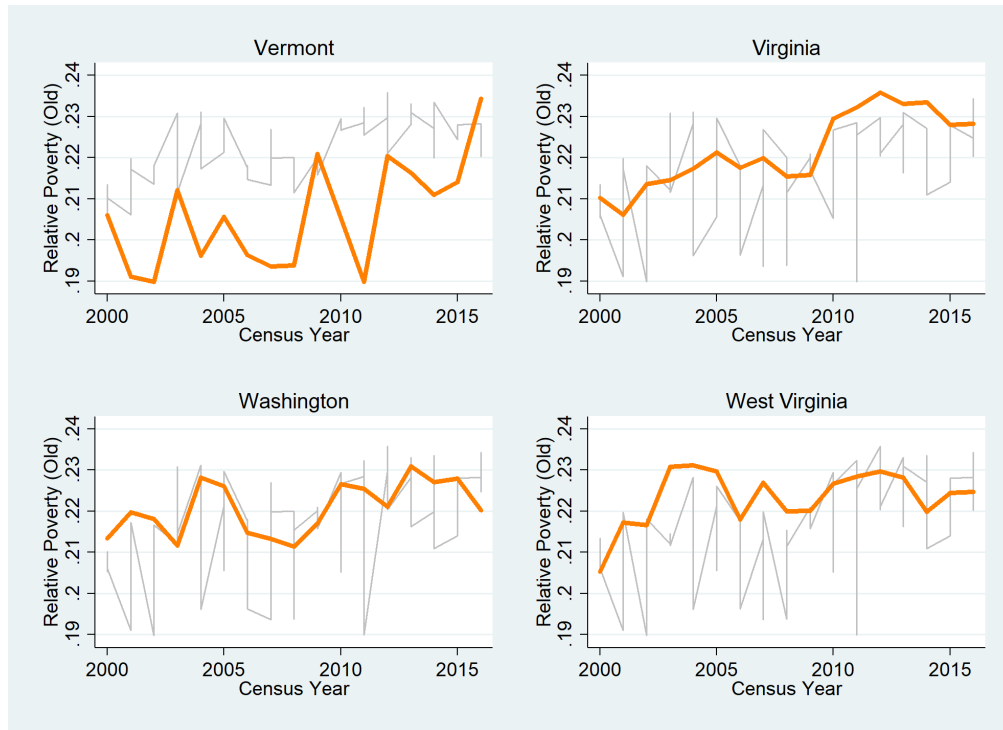 Vermont
Relative Poverty (Old)
.24
.23
.22
.21
.2
.19
2000 2005 2010 2015
Census Year
Virginia
Relative Poverty (Old)
.24
.23
.22
.21
.2
.19
2000 2005 2010 2015
Census Year
Washington
Relative Poverty (Old)
.24
.23
.22
.21
.2
.19
2000 2005 2010 2015
Census Year
West Virginia
Relative Poverty (Old)
.24
.23
.22
.21
.2
.19
2000 2005 2010 2015
Census Year